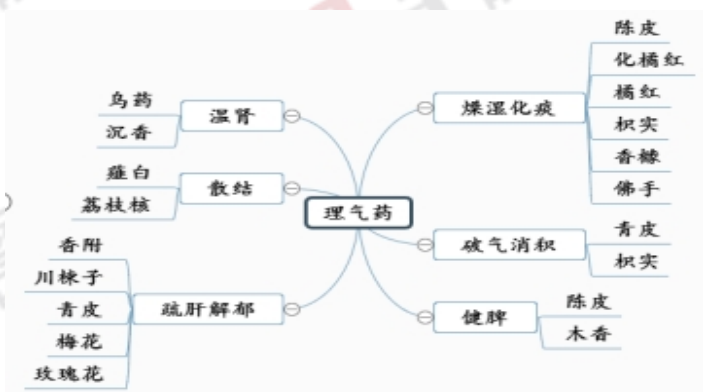 理气药
温肾
乌药
沉香
散结
薤白
荔枝核
疏肝解郁
香附
川楝子
青皮
梅花
玫瑰花
燥湿化痰
陈皮
化橘红
橘红
枳实
香橼
佛手
破气消积
青皮
枳实
健脾
陈皮
木香